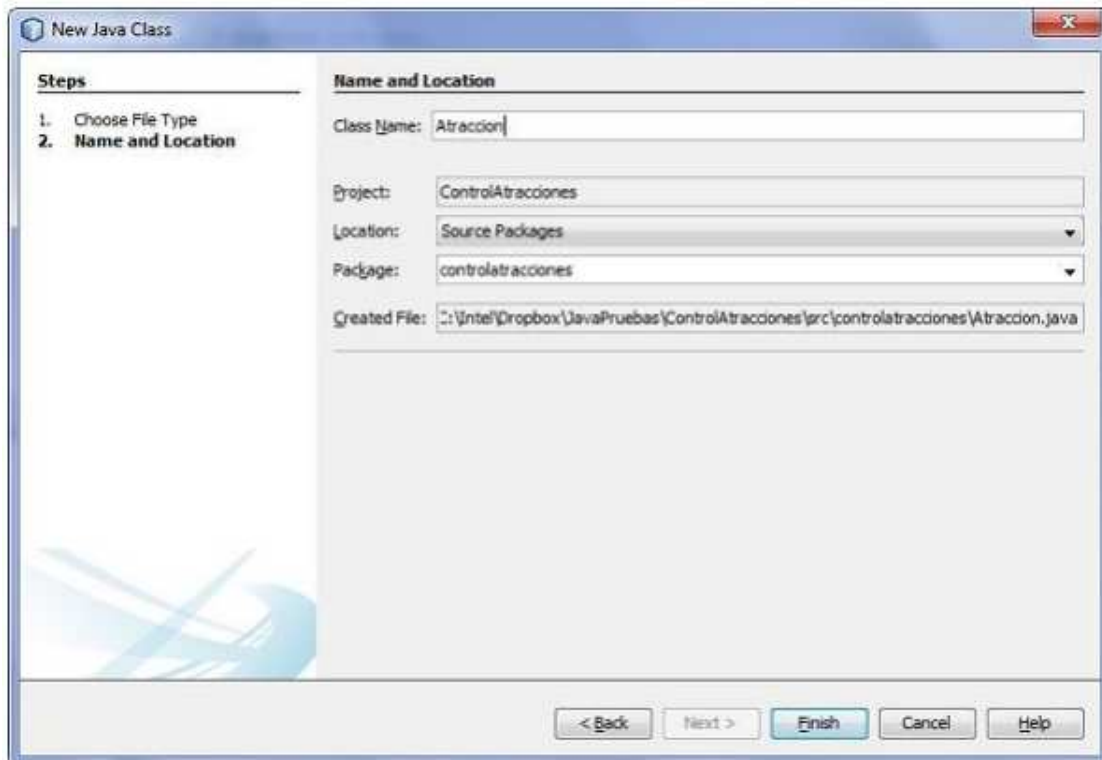 New Java Class
Steps
1. Choose File Type
2. Name and Location
Name and Location
Class Name: Atraccion
Project: ControlAtracciones
Location: Source Packages
Package: controlatracciones
Created File: C:\Intel\Dropbox\JavaPruebas\ControlAtracciones\src\controlatracciones\Atraccion.java
< Back
Next >
Finish
Cancel
Help